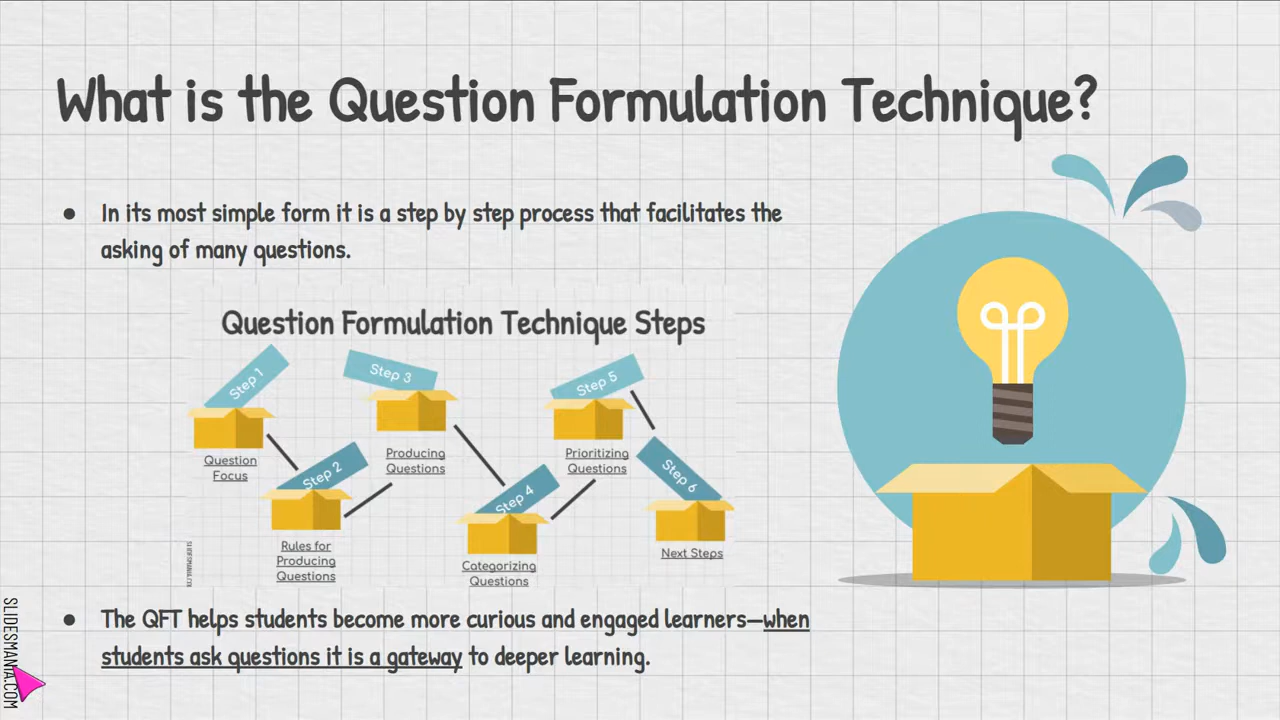 What is the Question Formulation Technique?
● In its most simple form it is a step by step process that facilitates the
asking of many questions.
Question Formulation Technique Steps
Step 1
Question
Focus
Step 2
Rules for
Producing
Questions
Step 3
Producing
Questions
Step 4
Categorizing
Questions
Step 5
Prioritizing
Questions
Step 6
Next Steps
SLIDESMANIA.COM
● The QFT helps students become more curious and engaged learners—when
students ask questions it is a gateway to deeper learning.
SLIDESMANIA.COM